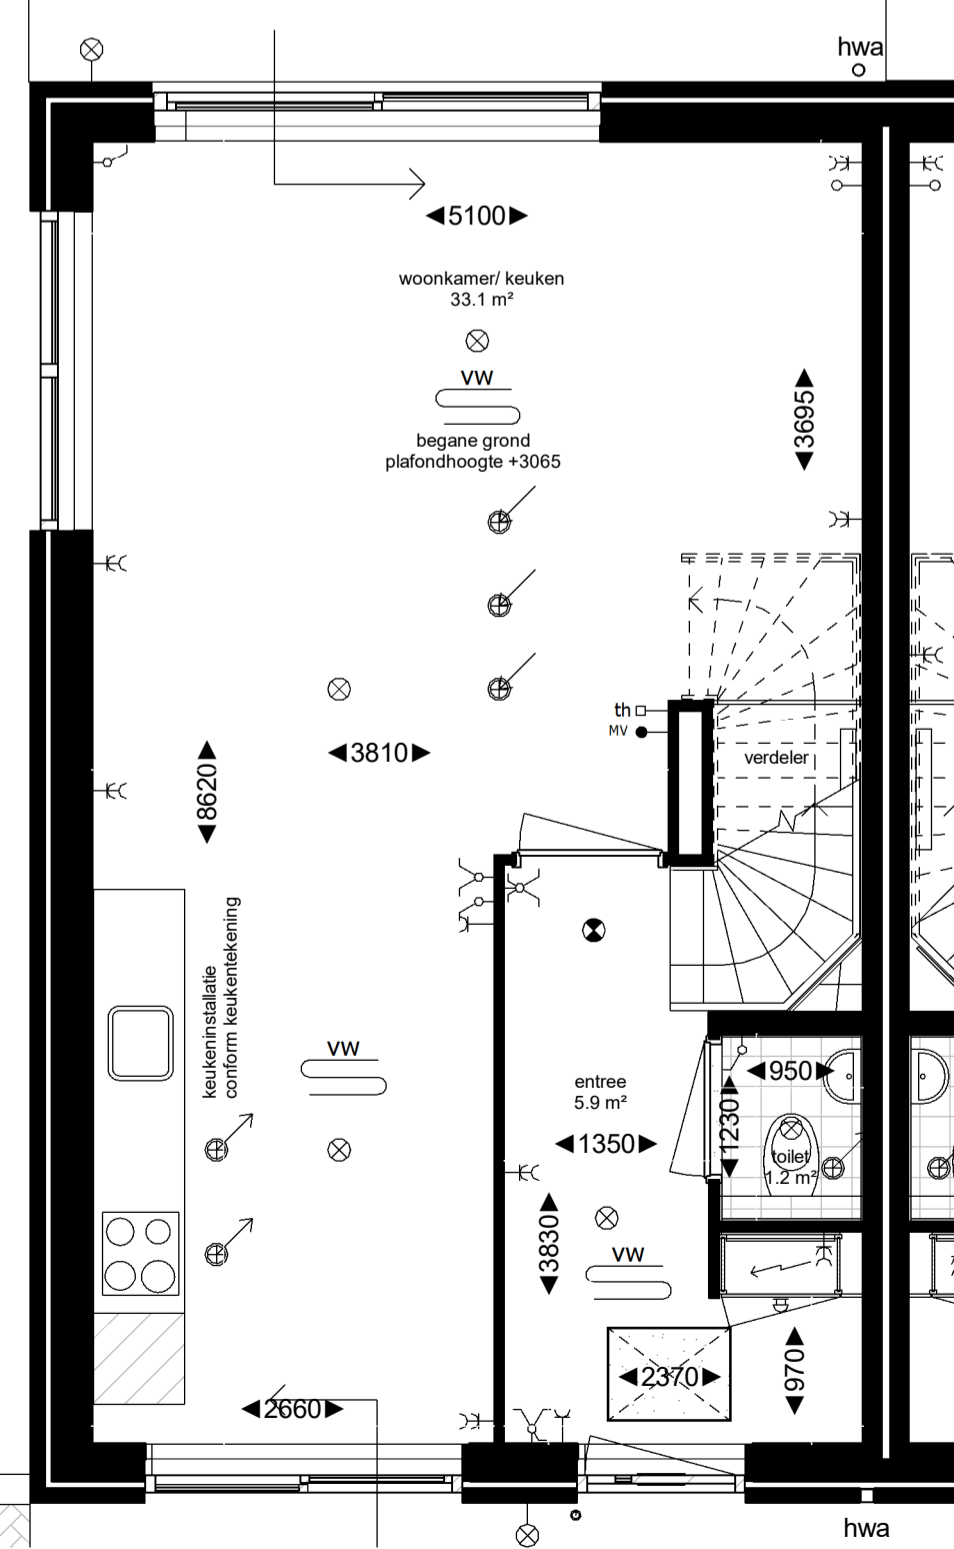 hwa
5100
woonkamer/ keuken
33.1 m²
vw
begane grond
plafondhoogte +3065
3695
th
MV
3810
verdeler
8620
keukeninstallatie
conform keukentekening
vw
entree
5.9 m²
950
1230
1350
toilet
1.2 m²
3830
vw
2370
970
2660
hwa